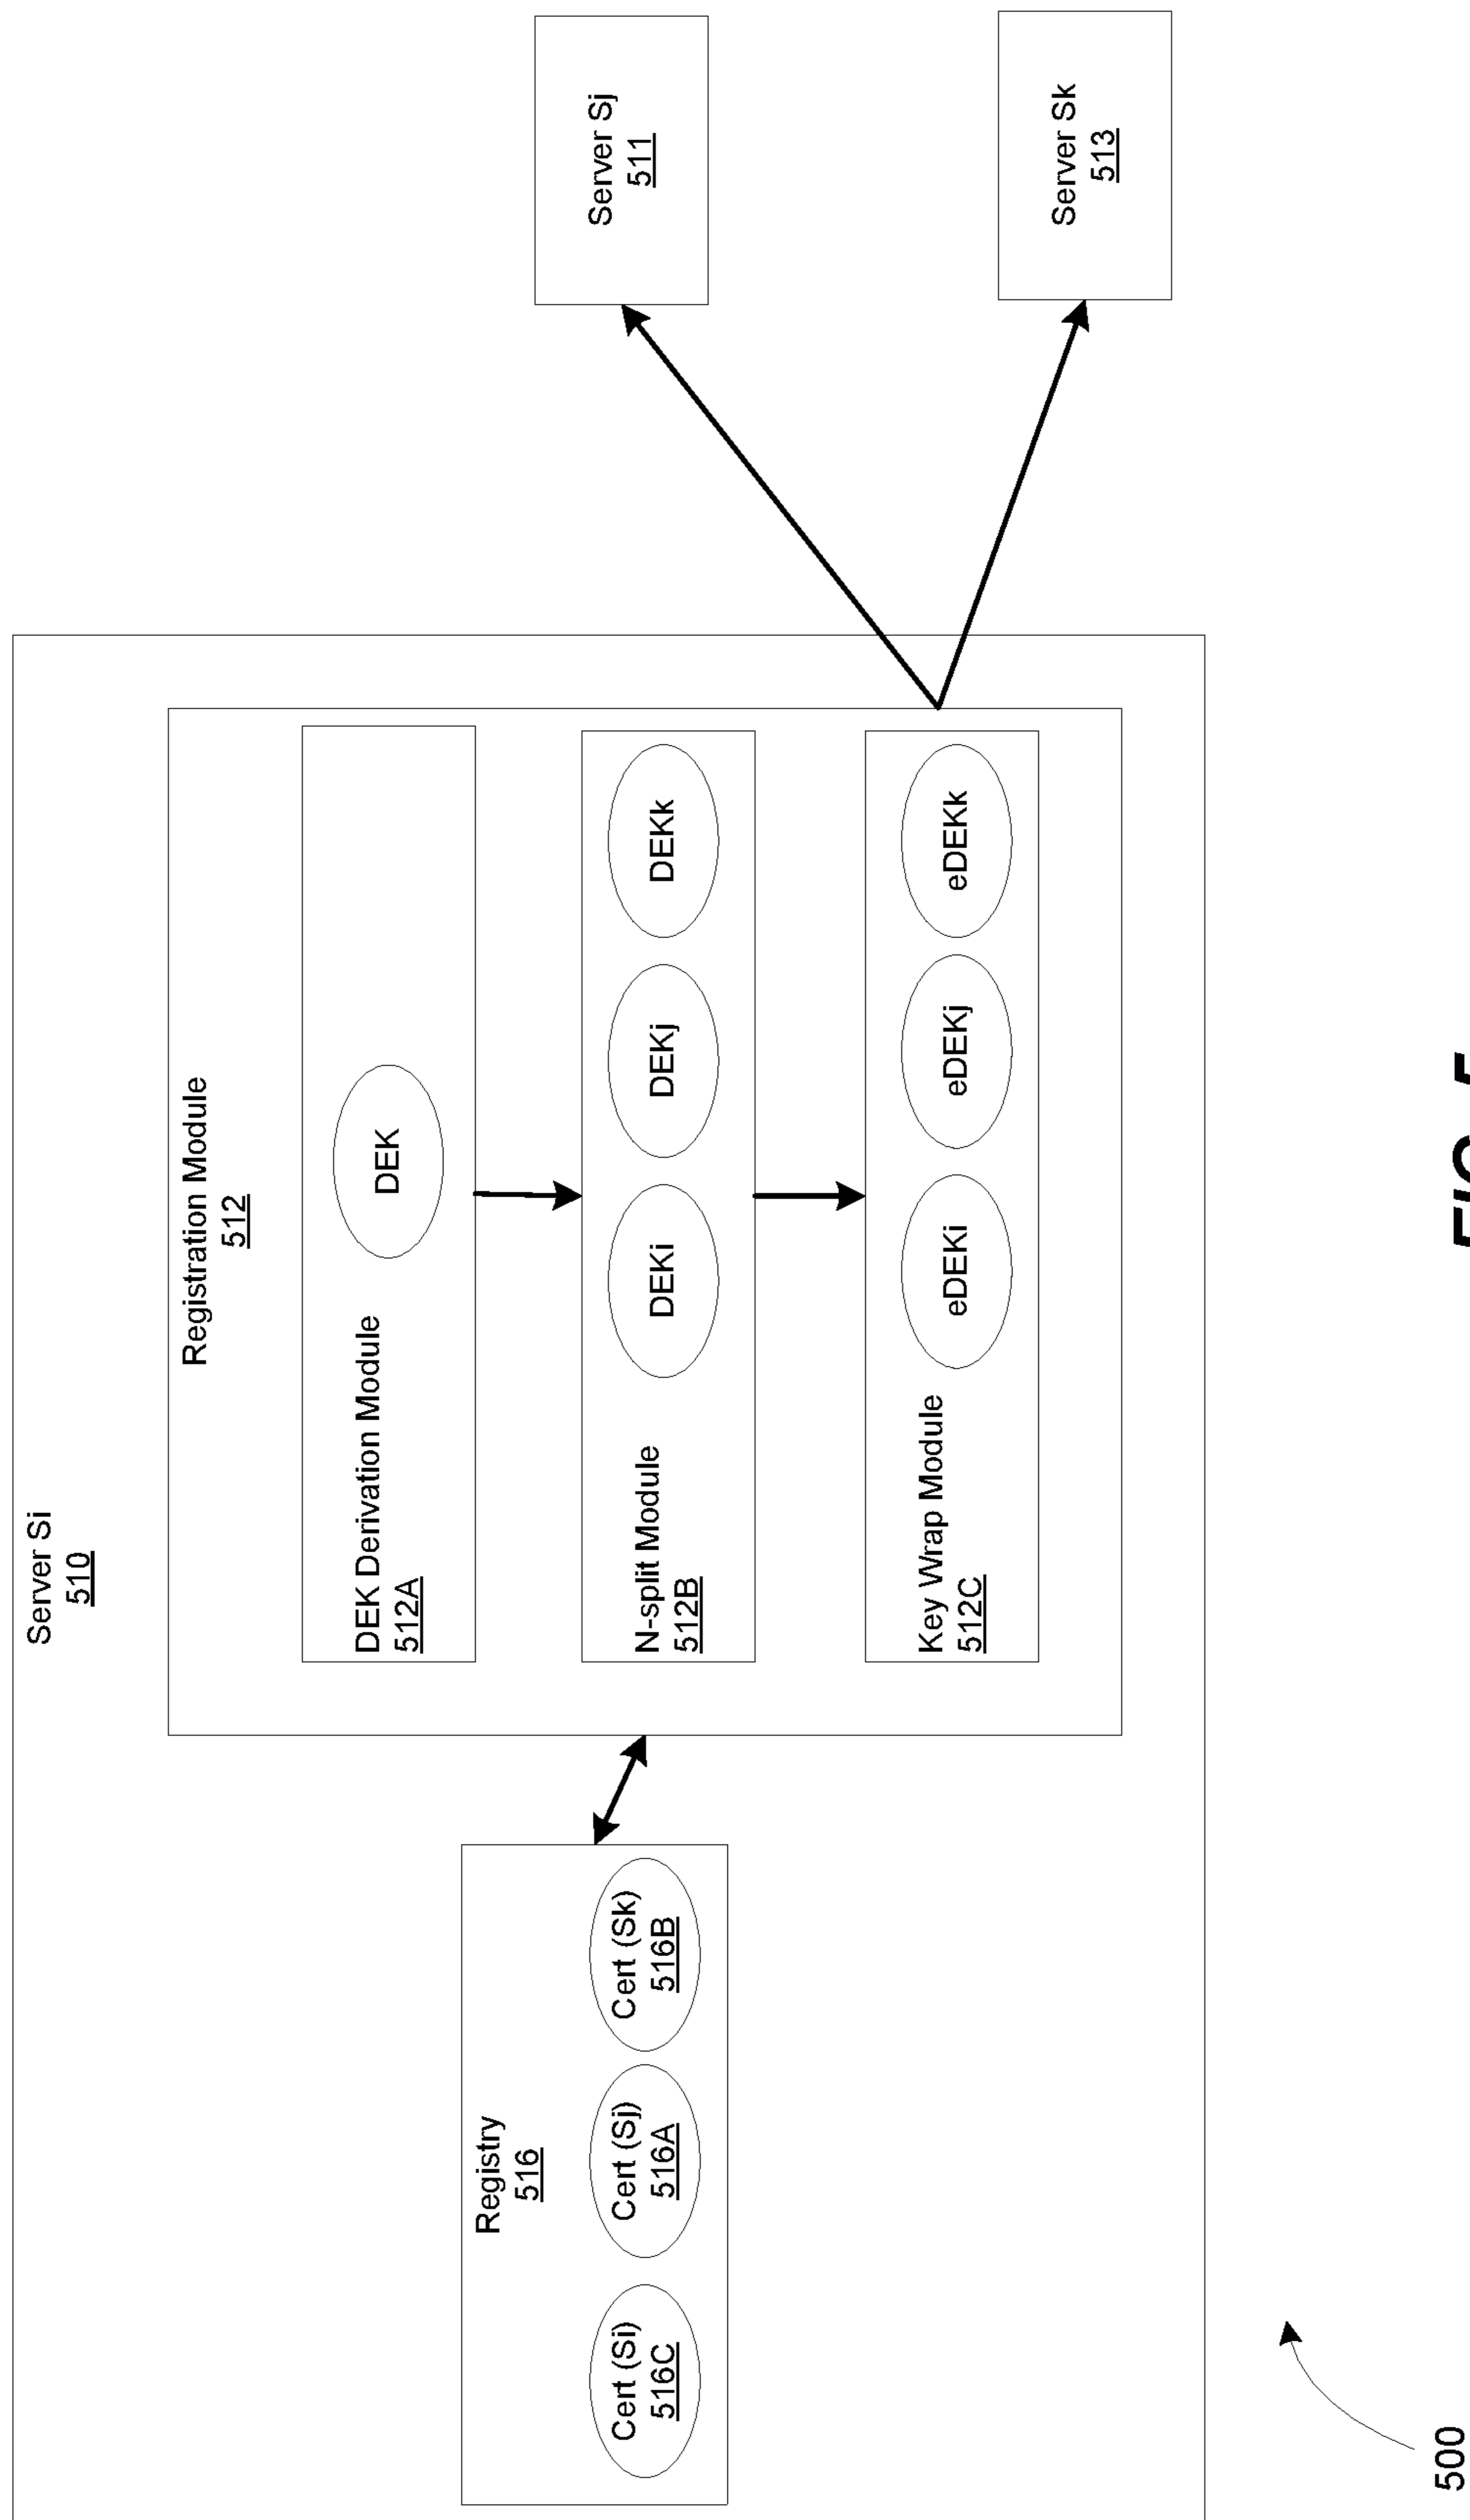 Server Si
510
Registration Module
512
Server Sj
511
DEK Derivation Module
512A
DEK
Registry
516
Cert (Si)
516C
Cert (Sj)
516A
Cert (Sk)
516B
N-split Module
512B
DEKi
DEKj
DEKk
Key Wrap Module
512C
eDEKi
eDEKj
eDEKk
Server Sk
513
500